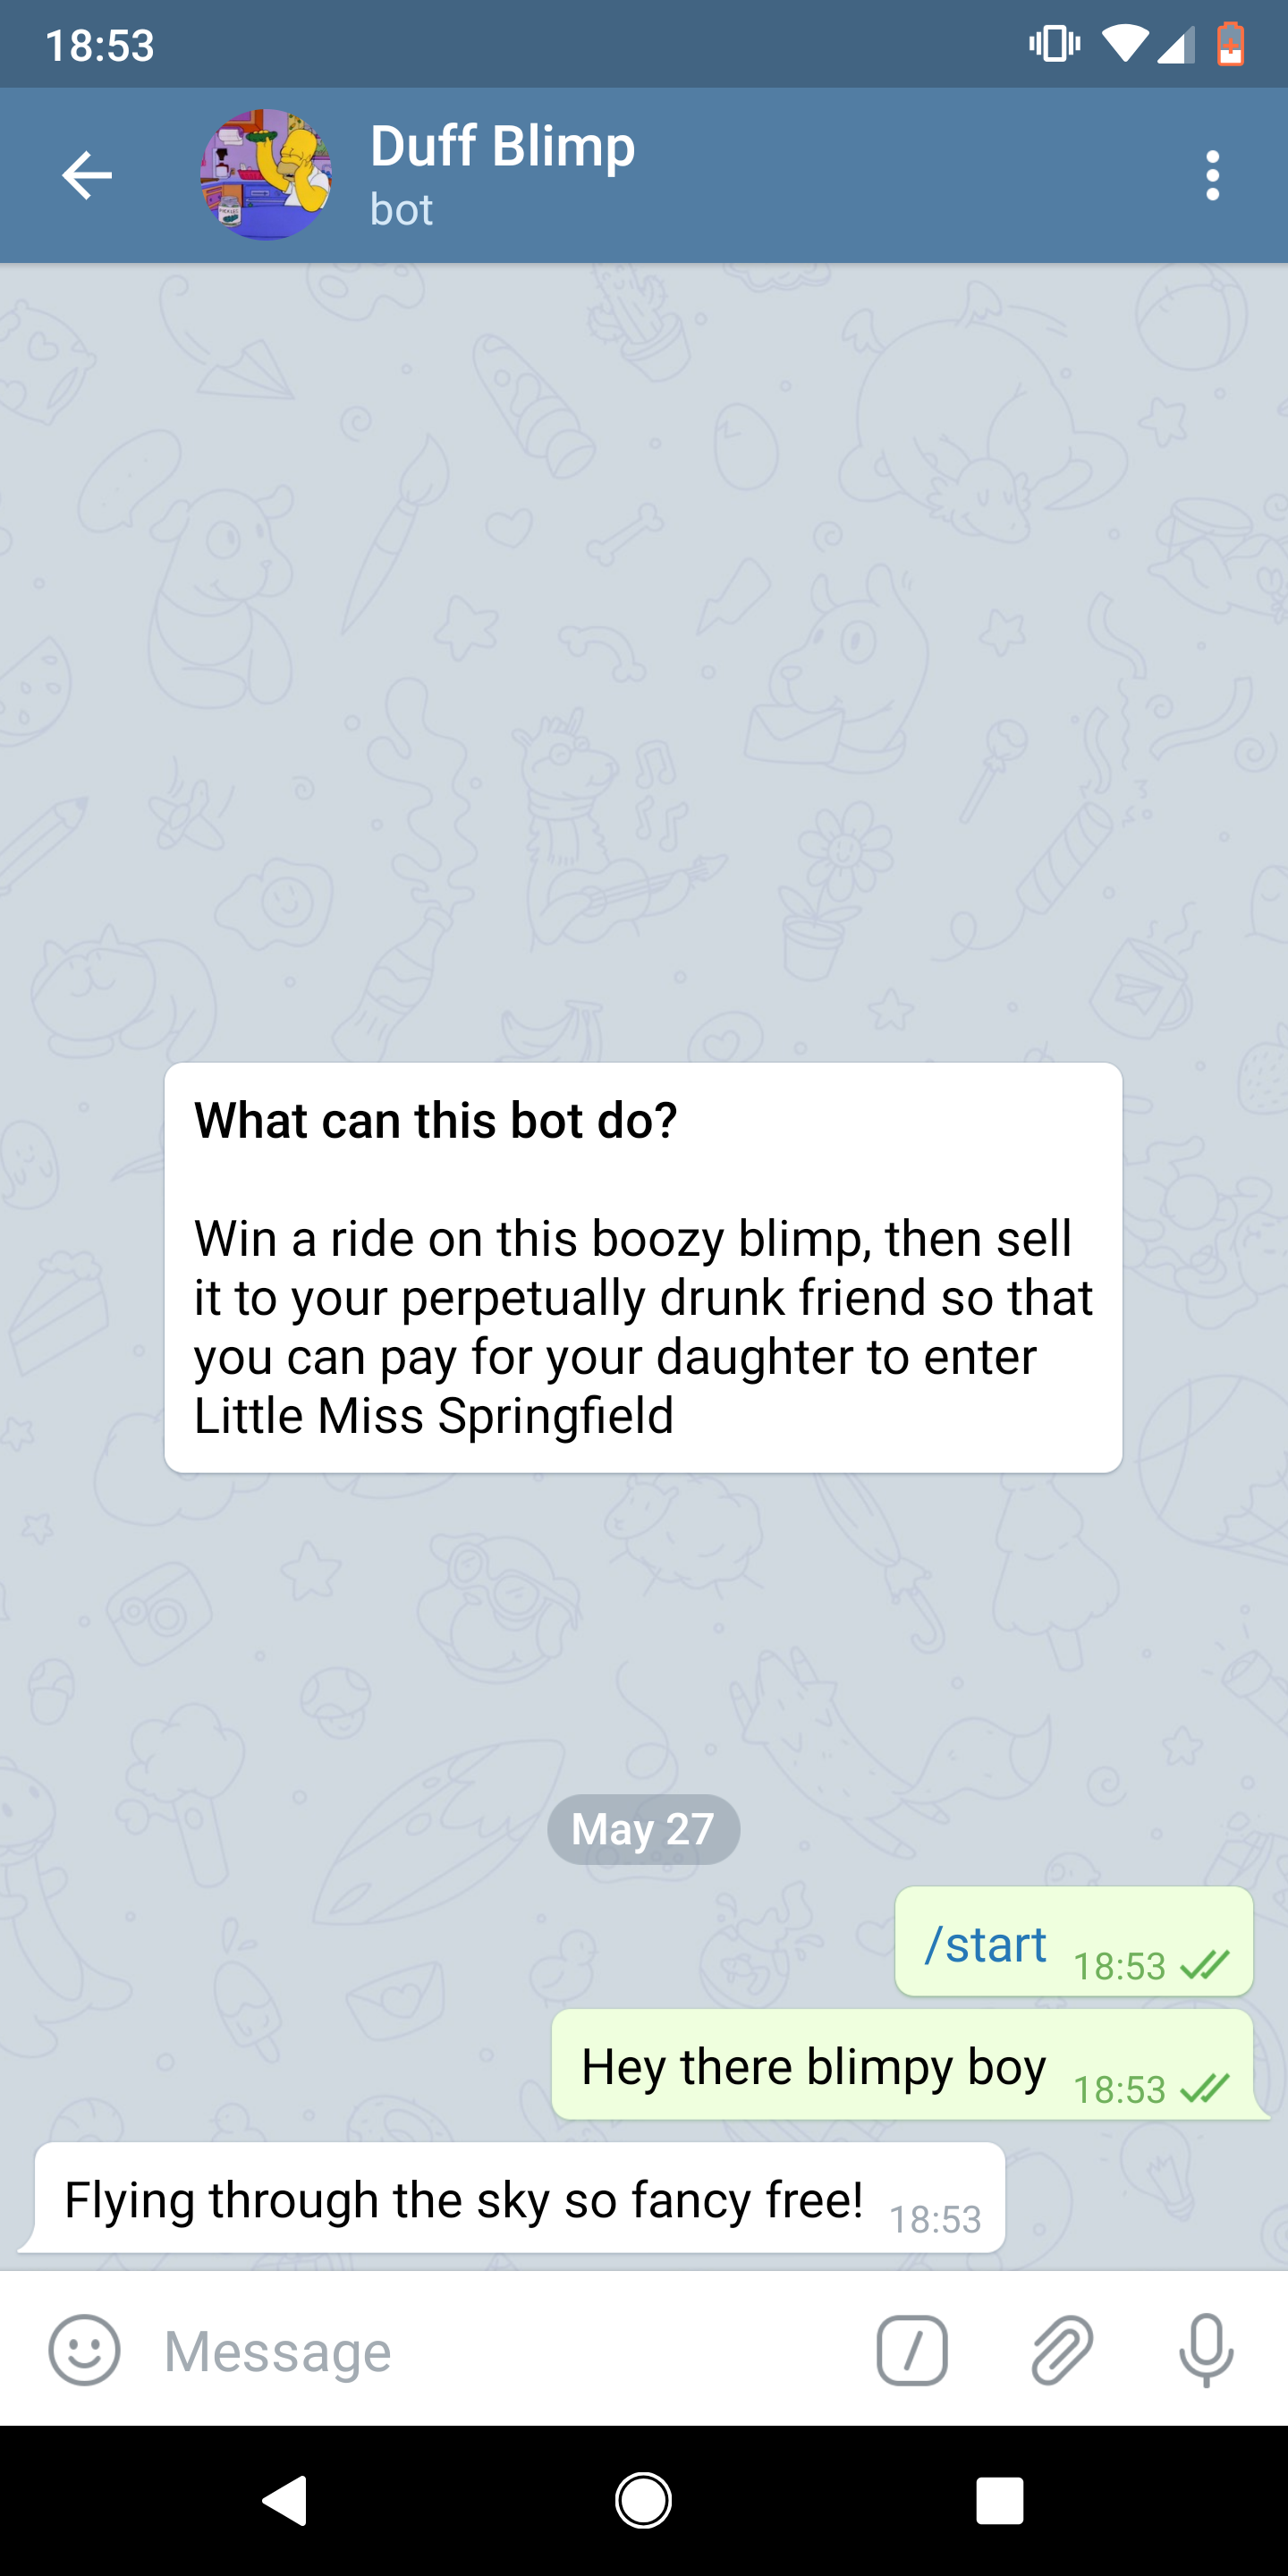 18:53
Duff Blimp
bot
What can this bot do?
Win a ride on this boozy blimp, then sell
it to your perpetually drunk friend so that
you can pay for your daughter to enter
Little Miss Springfield
May 27
/start 18:53
Hey there blimpy boy 18:53
Flying through the sky so fancy free! 18:53
Message